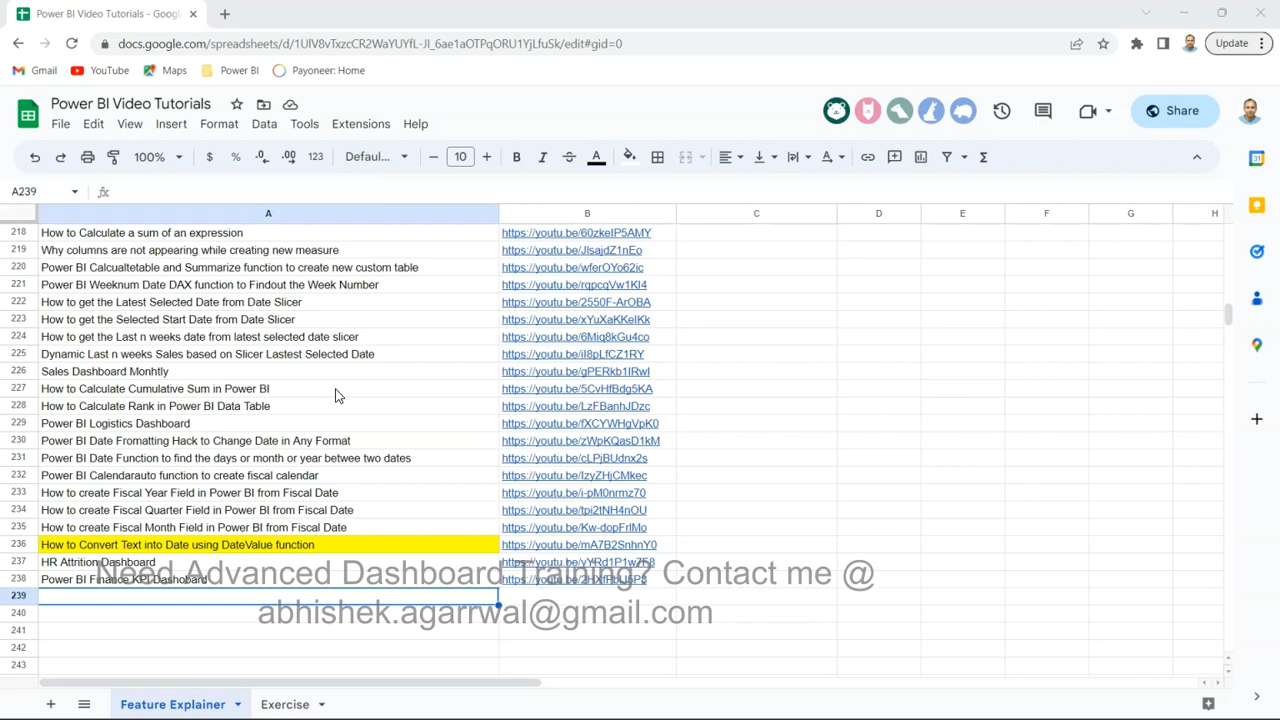 Power BI Video Tutorials - Googl
docs.google.com/spreadsheets/d/1UlV8vTxzcCR2WaYUYfL-JI_6ae1aOTPqORU1YjLfuSk/edit#gid=0
Update
Gmail YouTube Maps Power BI Payoneer: Home
Power BI Video Tutorials
File Edit View Insert Format Data Tools Extensions Help
Share
100% $ % .0 .00 123 Defaul... 10 B I A
A239 fx
A B C D E F G H
218 How to Calculate a sum of an expression https://youtu.be/60zkeIP5AMY
219 Why columns are not appearing while creating new measure https://youtu.be/JlsajdZ1nEo
220 Power BI Calcualtetable and Summarize function to create new custom table https://youtu.be/wferOYo62ic
221 Power BI Weeknum Date DAX function to Findout the Week Number https://youtu.be/rqpcqVw1KI4
222 How to get the Latest Selected Date from Date Slicer https://youtu.be/2550F-ArOBA
223 How to get the Selected Start Date from Date Slicer https://youtu.be/xYuXaKKeIKk
224 How to get the Last n weeks date from latest selected date slicer https://youtu.be/6Miq8kGu4co
225 Dynamic Last n weeks Sales based on Slicer Lastest Selected Date https://youtu.be/iI8pLfCZ1RY
226 Sales Dashboard Monhtly https://youtu.be/gPERkb1IRwI
227 How to Calculate Cumulative Sum in Power BI https://youtu.be/5CvHfBdg5KA
228 How to Calculate Rank in Power BI Data Table https://youtu.be/LzFBanhJDzc
229 Power BI Logistics Dashboard https://youtu.be/fXCYWHgVpK0
230 Power BI Date Fromatting Hack to Change Date in Any Format https://youtu.be/zWpKQasD1kM
231 Power BI Date Function to find the days or month or year betwee two dates https://youtu.be/cLPjBUdnx2s
232 Power BI Calendarauto function to create fiscal calendar https://youtu.be/IzyZHjCMkec
233 How to create Fiscal Year Field in Power BI from Fiscal Date https://youtu.be/i-pM0nrmz70
234 How to create Fiscal Quarter Field in Power BI from Fiscal Date https://youtu.be/tpi2tNH4nOU
235 How to create Fiscal Month Field in Power BI from Fiscal Date https://youtu.be/Kw-dopFrIMo
236 How to Convert Text into Date using DateValue function https://youtu.be/mA7B2SnhnY0
237 HR Attrition Dashboard
238 Power BI Finance KPI Dashobard
Need Advanced Dashboard Training? Contact me @
abhishek.agarrwal@gmail.com
239
240
241
242
243
Feature Explainer Exercise